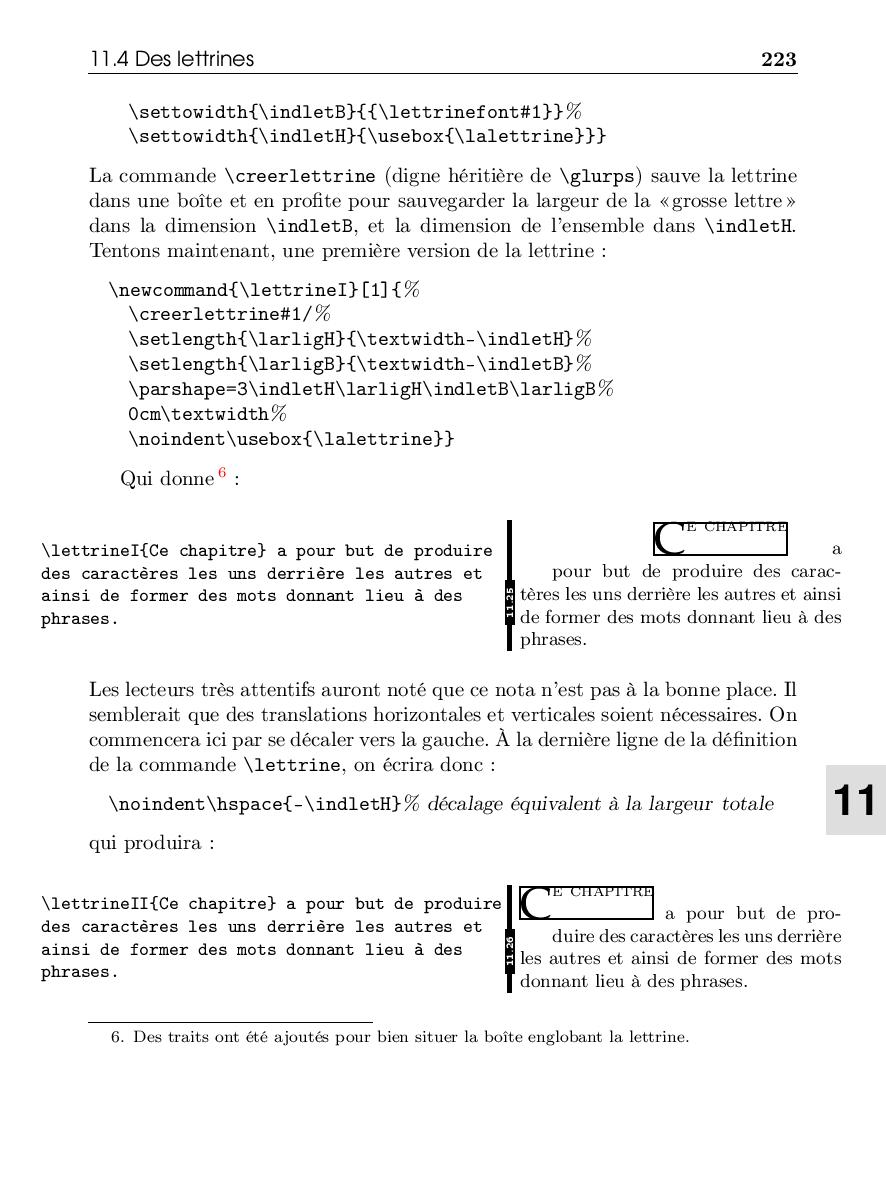 11.4 Des lettrines 223
\settowidth{\indletB}{{\lettrinefont#1}}%
\settowidth{\indletH}{\usebox{\lalettrine}}}
La commande \creerlettrine (digne héritière de \glurps) sauve la lettrine
dans une boîte et en profite pour sauvegarder la largeur de la « grosse lettre »
dans la dimension \indletB, et la dimension de l'ensemble dans \indletH.
Tentons maintenant, une première version de la lettrine :
\newcommand{\lettrineI}[1]{%
\creerlettrine#1/%
\setlength{\larligH}{\textwidth-\indletH}%
\setlength{\larligB}{\textwidth-\indletB}%
\parshape=3\indletH\larligH\indletB\larligB%
0cm\textwidth%
\noindent\usebox{\lalettrine}}
Qui donne 6 :
\lettrineI{Ce chapitre} a pour but de produire
des caractères les uns derrière les autres et
ainsi de former des mots donnant lieu à des
phrases.
11.25
CE CHAPITRE a
pour but de produire des carac-
tères les uns derrière les autres et ainsi
de former des mots donnant lieu à des
phrases.
Les lecteurs très attentifs auront noté que ce nota n'est pas à la bonne place. Il
semblerait que des translations horizontales et verticales soient nécessaires. On
commencera ici par se décaler vers la gauche. À la dernière ligne de la définition
de la commande \lettrine, on écrira donc :
\noindent\hspace{-\indletH}% décalage équivalent à la largeur totale
11
qui produira :
\lettrineII{Ce chapitre} a pour but de produire
des caractères les uns derrière les autres et
ainsi de former des mots donnant lieu à des
phrases.
11.26
CE CHAPITRE a pour but de pro-
duire des caractères les uns derrière
les autres et ainsi de former des mots
donnant lieu à des phrases.
6. Des traits ont été ajoutés pour bien situer la boîte englobant la lettrine.